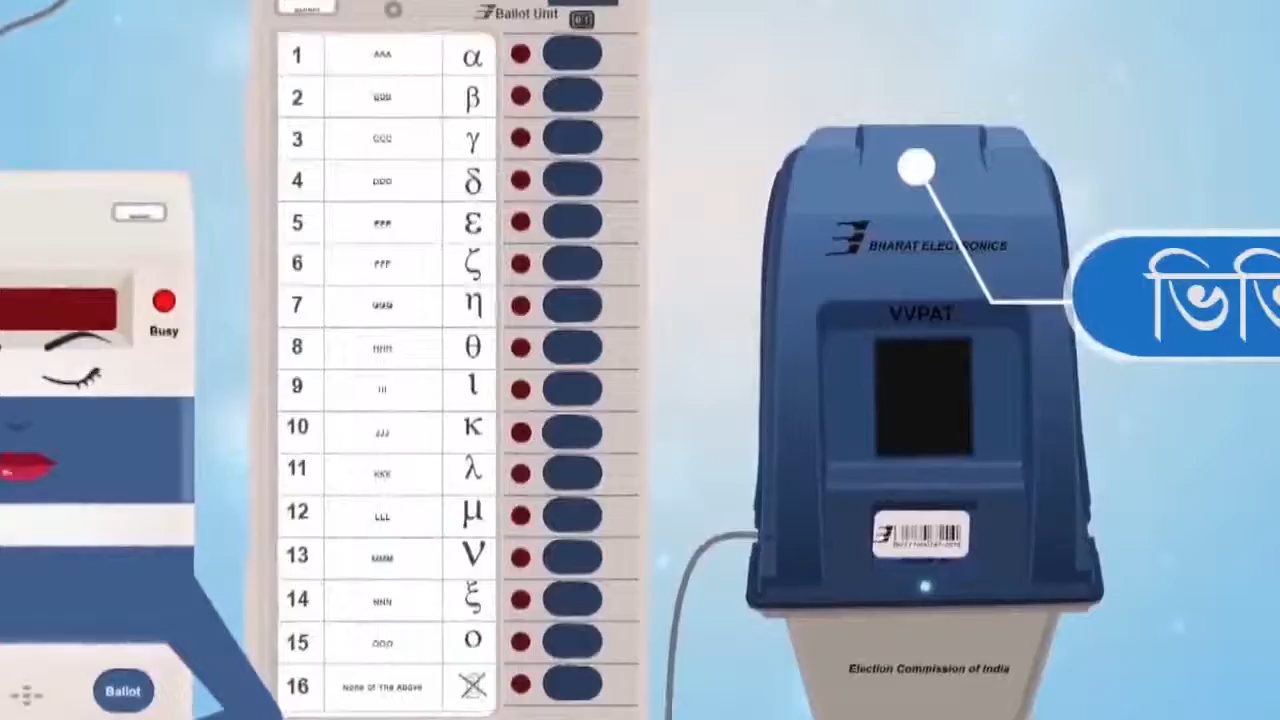 Ballot Unit
1 AAA α
2 BBB β
3 CCC γ
4 DDD δ
5 ε
6 FFF ζ
7 GGG η
8 HHH θ
9 III ι
10 JJJ κ
11 KKK λ
12 LLL μ
13 MMM ν
14 NNN ξ
15 OOO ο
16 None of The Above
Busy
Ballot
BHARAT ELECTRONICS
VVPAT
ভিভি
Election Commission of India